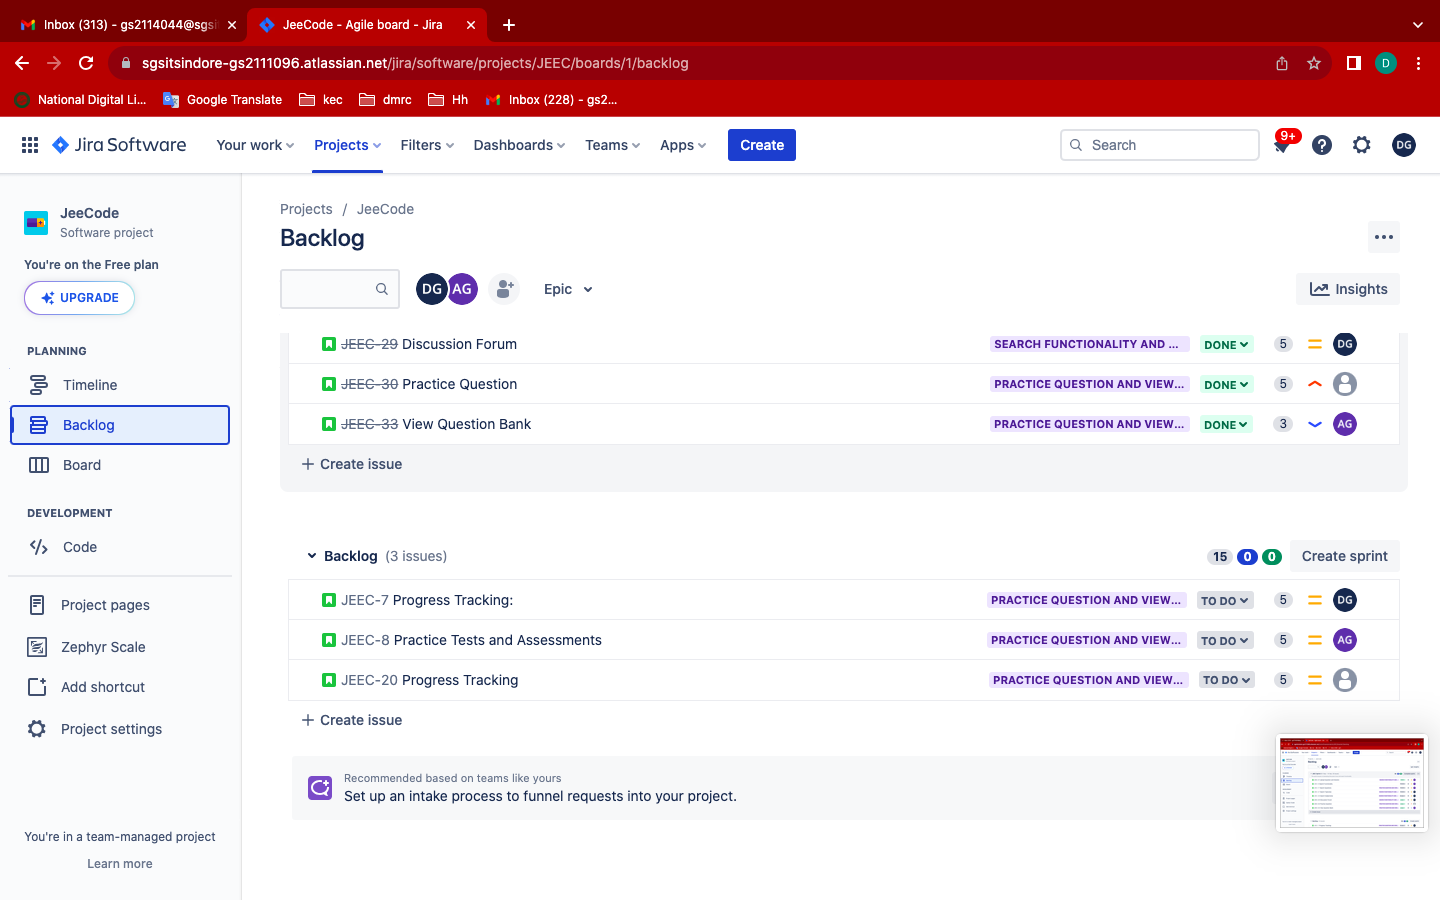 Inbox (313) - gs2114044@sgsi
JeeCode - Agile board - Jira
sgsitsindore-gs2111096.atlassian.net/jira/software/projects/JEEC/boards/1/backlog
D
National Digital Li...
Google Translate
kec
dmrc
Hh
Inbox (228) - gs2...
Jira Software
Your work
Projects
Filters
Dashboards
Teams
Apps
Create
Search
9+
DG
JeeCode
Software project
You're on the Free plan
UPGRADE
PLANNING
Timeline
Backlog
Board
DEVELOPMENT
Code
Project pages
Zephyr Scale
Add shortcut
Project settings
You're in a team-managed project
Learn more
Projects / JeeCode
Backlog
DG AG
Epic
Insights
JEEC-29 Discussion Forum SEARCH FUNCTIONALITY AND ... DONE 5 DG
JEEC-30 Practice Question PRACTICE QUESTION AND VIEW... DONE 5
JEEC-33 View Question Bank PRACTICE QUESTION AND VIEW... DONE 3 AG
Create issue
Backlog (3 issues) 15 0 0 Create sprint
JEEC-7 Progress Tracking: PRACTICE QUESTION AND VIEW... TO DO 5 DG
JEEC-8 Practice Tests and Assessments PRACTICE QUESTION AND VIEW... TO DO 5 AG
JEEC-20 Progress Tracking PRACTICE QUESTION AND VIEW... TO DO 5
Create issue
Recommended based on teams like yours
Set up an intake process to funnel requests into your project.